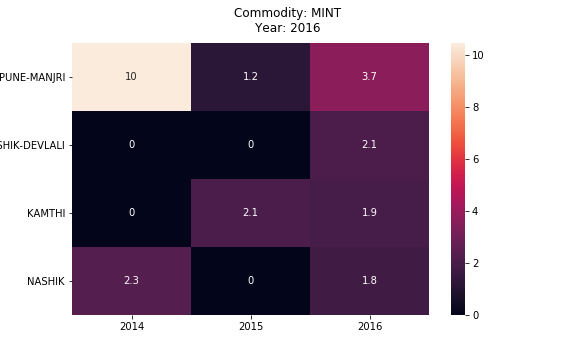 Commodity: MINT
Year: 2016
PUNE-MANJRI 10 1.2 3.7
SHIK-DEVLALI 0 0 2.1
KAMTHI 0 2.1 1.9
NASHIK 2.3 0 1.8
2014 2015 2016
10
8
6
4
2
0